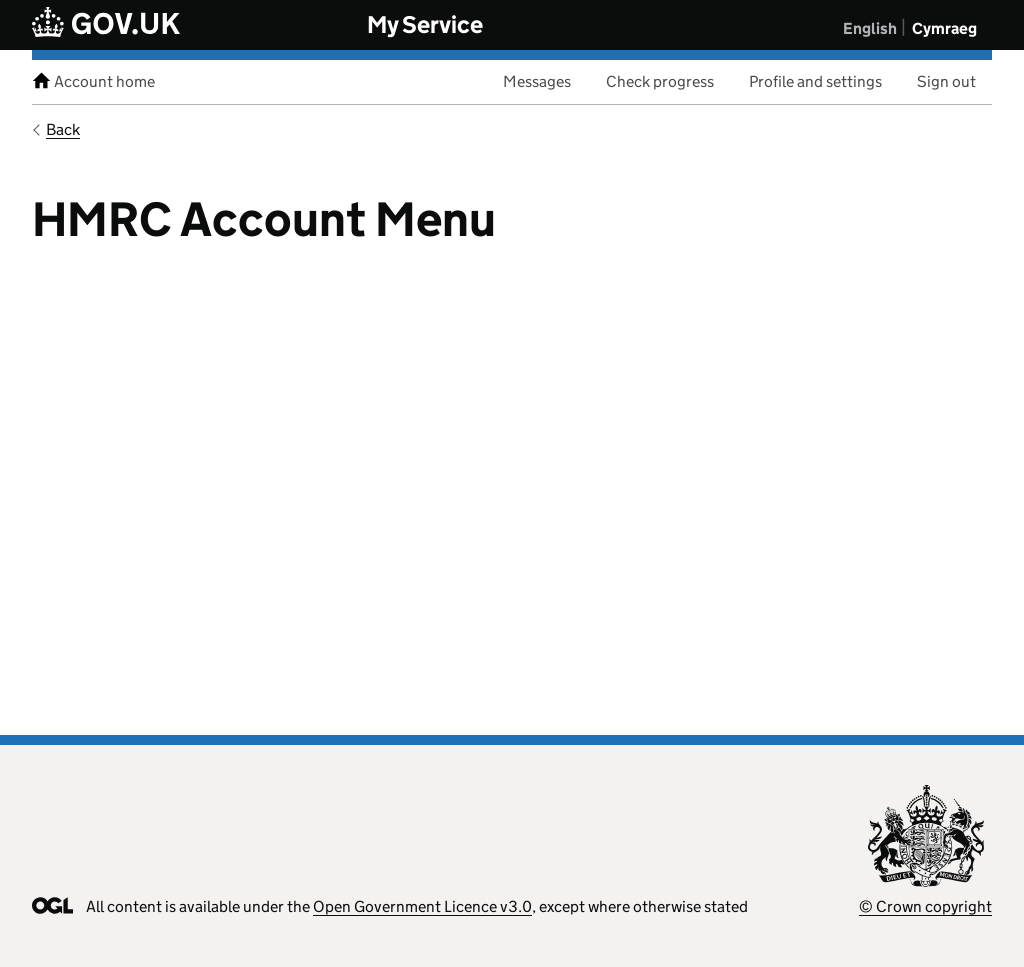 GOV.UK My Service English Cymraeg
Account home Messages Check progress Profile and settings Sign out
Back
HMRC Account Menu
DIEU ET MON DROIT
OGL All content is available under the Open Government Licence v3.0, except where otherwise stated © Crown copyright